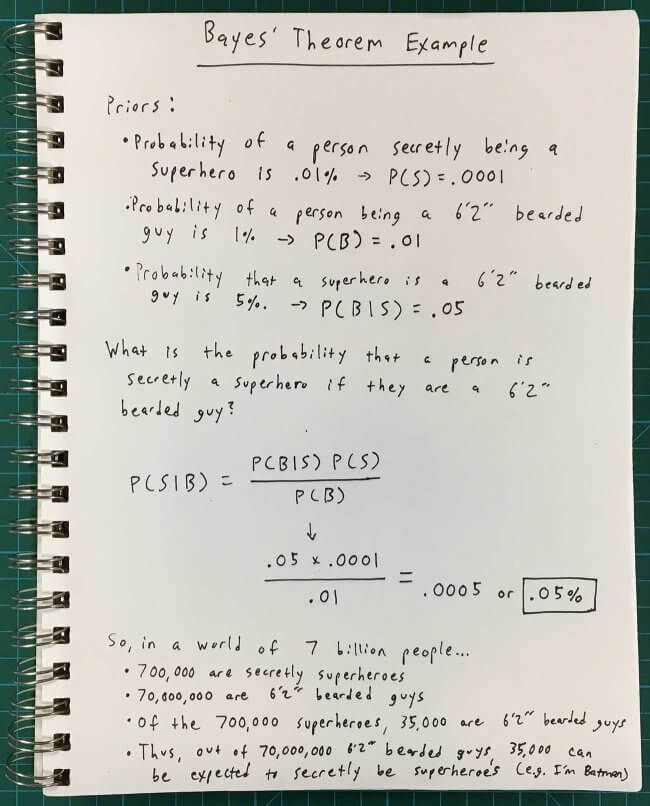 Bayes' Theorem Example
Priors:
• Probability of a person secretly being a
superhero is .01% → P(S) = .0001
• Probability of a person being a 6'2" bearded
guy is 1% → P(B) = .01
• Probability that a superhero is a 6'2" bearded
guy is 5%. → P(B|S) = .05
What is the probability that a person is
secretly a superhero if they are a 6'2"
bearded guy?
P(S|B) = P(B|S) P(S) / P(B)
↓
.05 x .0001 / .01 = .0005 or .05%
So, in a world of 7 billion people...
• 700,000 are secretly superheroes
• 70,000,000 are 6'2" bearded guys
• Of the 700,000 superheroes, 35,000 are 6'2" bearded guys
• Thus, out of 70,000,000 6'2" bearded guys, 35,000 can
be expected to secretly be superheroes (e.g. I'm Batman)